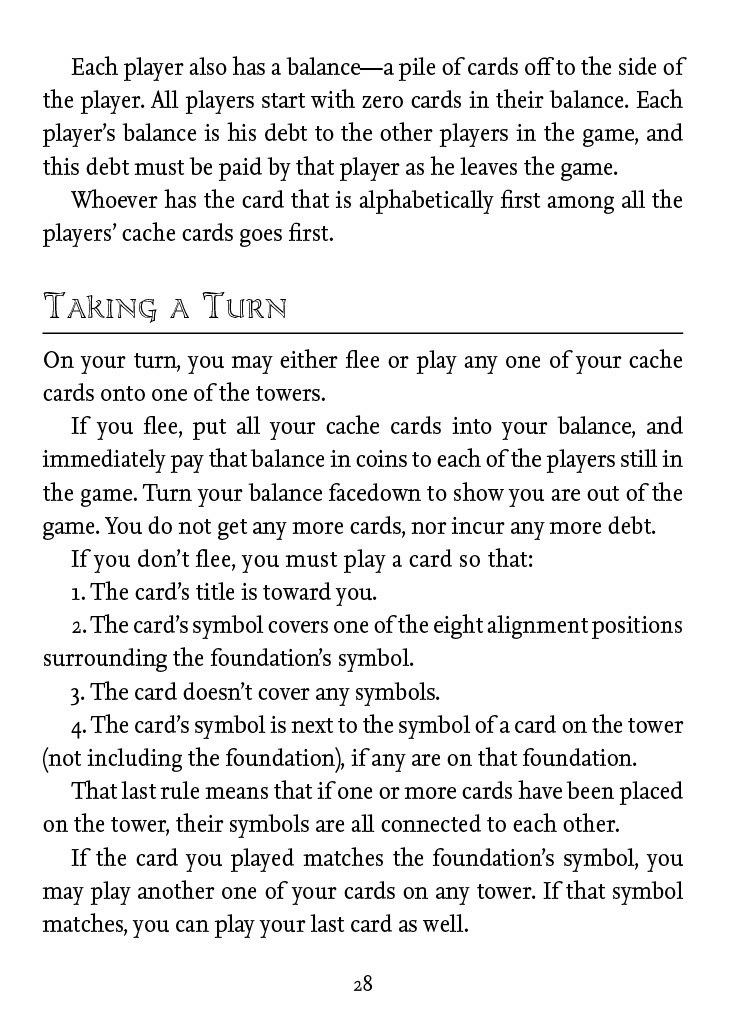 Each player also has a balance—a pile of cards off to the side of
the player. All players start with zero cards in their balance. Each
player’s balance is his debt to the other players in the game, and
this debt must be paid by that player as he leaves the game.
Whoever has the card that is alphabetically first among all the
players’ cache cards goes first.
Taking a Turn
On your turn, you may either flee or play any one of your cache
cards onto one of the towers.
If you flee, put all your cache cards into your balance, and
immediately pay that balance in coins to each of the players still in
the game. Turn your balance facedown to show you are out of the
game. You do not get any more cards, nor incur any more debt.
If you don’t flee, you must play a card so that:
1. The card’s title is toward you.
2. The card’s symbol covers one of the eight alignment positions
surrounding the foundation’s symbol.
3. The card doesn’t cover any symbols.
4. The card’s symbol is next to the symbol of a card on the tower
(not including the foundation), if any are on that foundation.
That last rule means that if one or more cards have been placed
on the tower, their symbols are all connected to each other.
If the card you played matches the foundation’s symbol, you
may play another one of your cards on any tower. If that symbol
matches, you can play your last card as well.
28